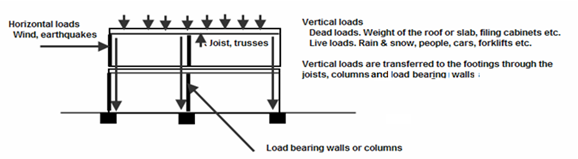 Horizontal loads
Wind, earthquakes
Joist, trusses
Vertical loads
Dead loads. Weight of the roof or slab, filing cabinets etc.
Live loads. Rain & snow, people, cars, forklifts etc.
Vertical loads are transferred to the footings through the
joists, columns and load bearing walls
Load bearing walls or columns